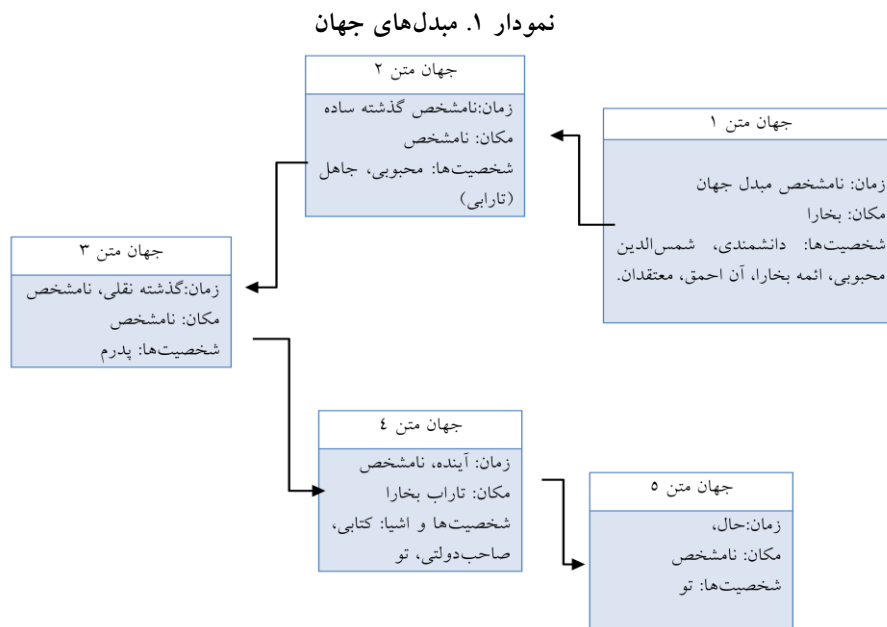 نمودار ۱. مبدل‌های جهان
جهان متن ۱
زمان: نامشخص مبدل جهان
مکان: بخارا
شخصیت‌ها: دانشمندی، شمس‌الدین
محبوبی، ائمه بخارا، آن احمق، معتقدان.
جهان متن ۲
زمان:نامشخص گذشته ساده
مکان: نامشخص
شخصیت‌ها: محبوبی، جاهل
(تارابی)
جهان متن ۳
زمان:گذشته نقلی، نامشخص
مکان: نامشخص
شخصیت‌ها: پدرم
جهان متن ٤
زمان: آینده، نامشخص
مکان: تاراب بخارا
شخصیت‌ها و اشیا: کتابی،
صاحب‌دولتی، تو
جهان متن ٥
زمان:حال،
مکان: نامشخص
شخصیت‌ها: تو